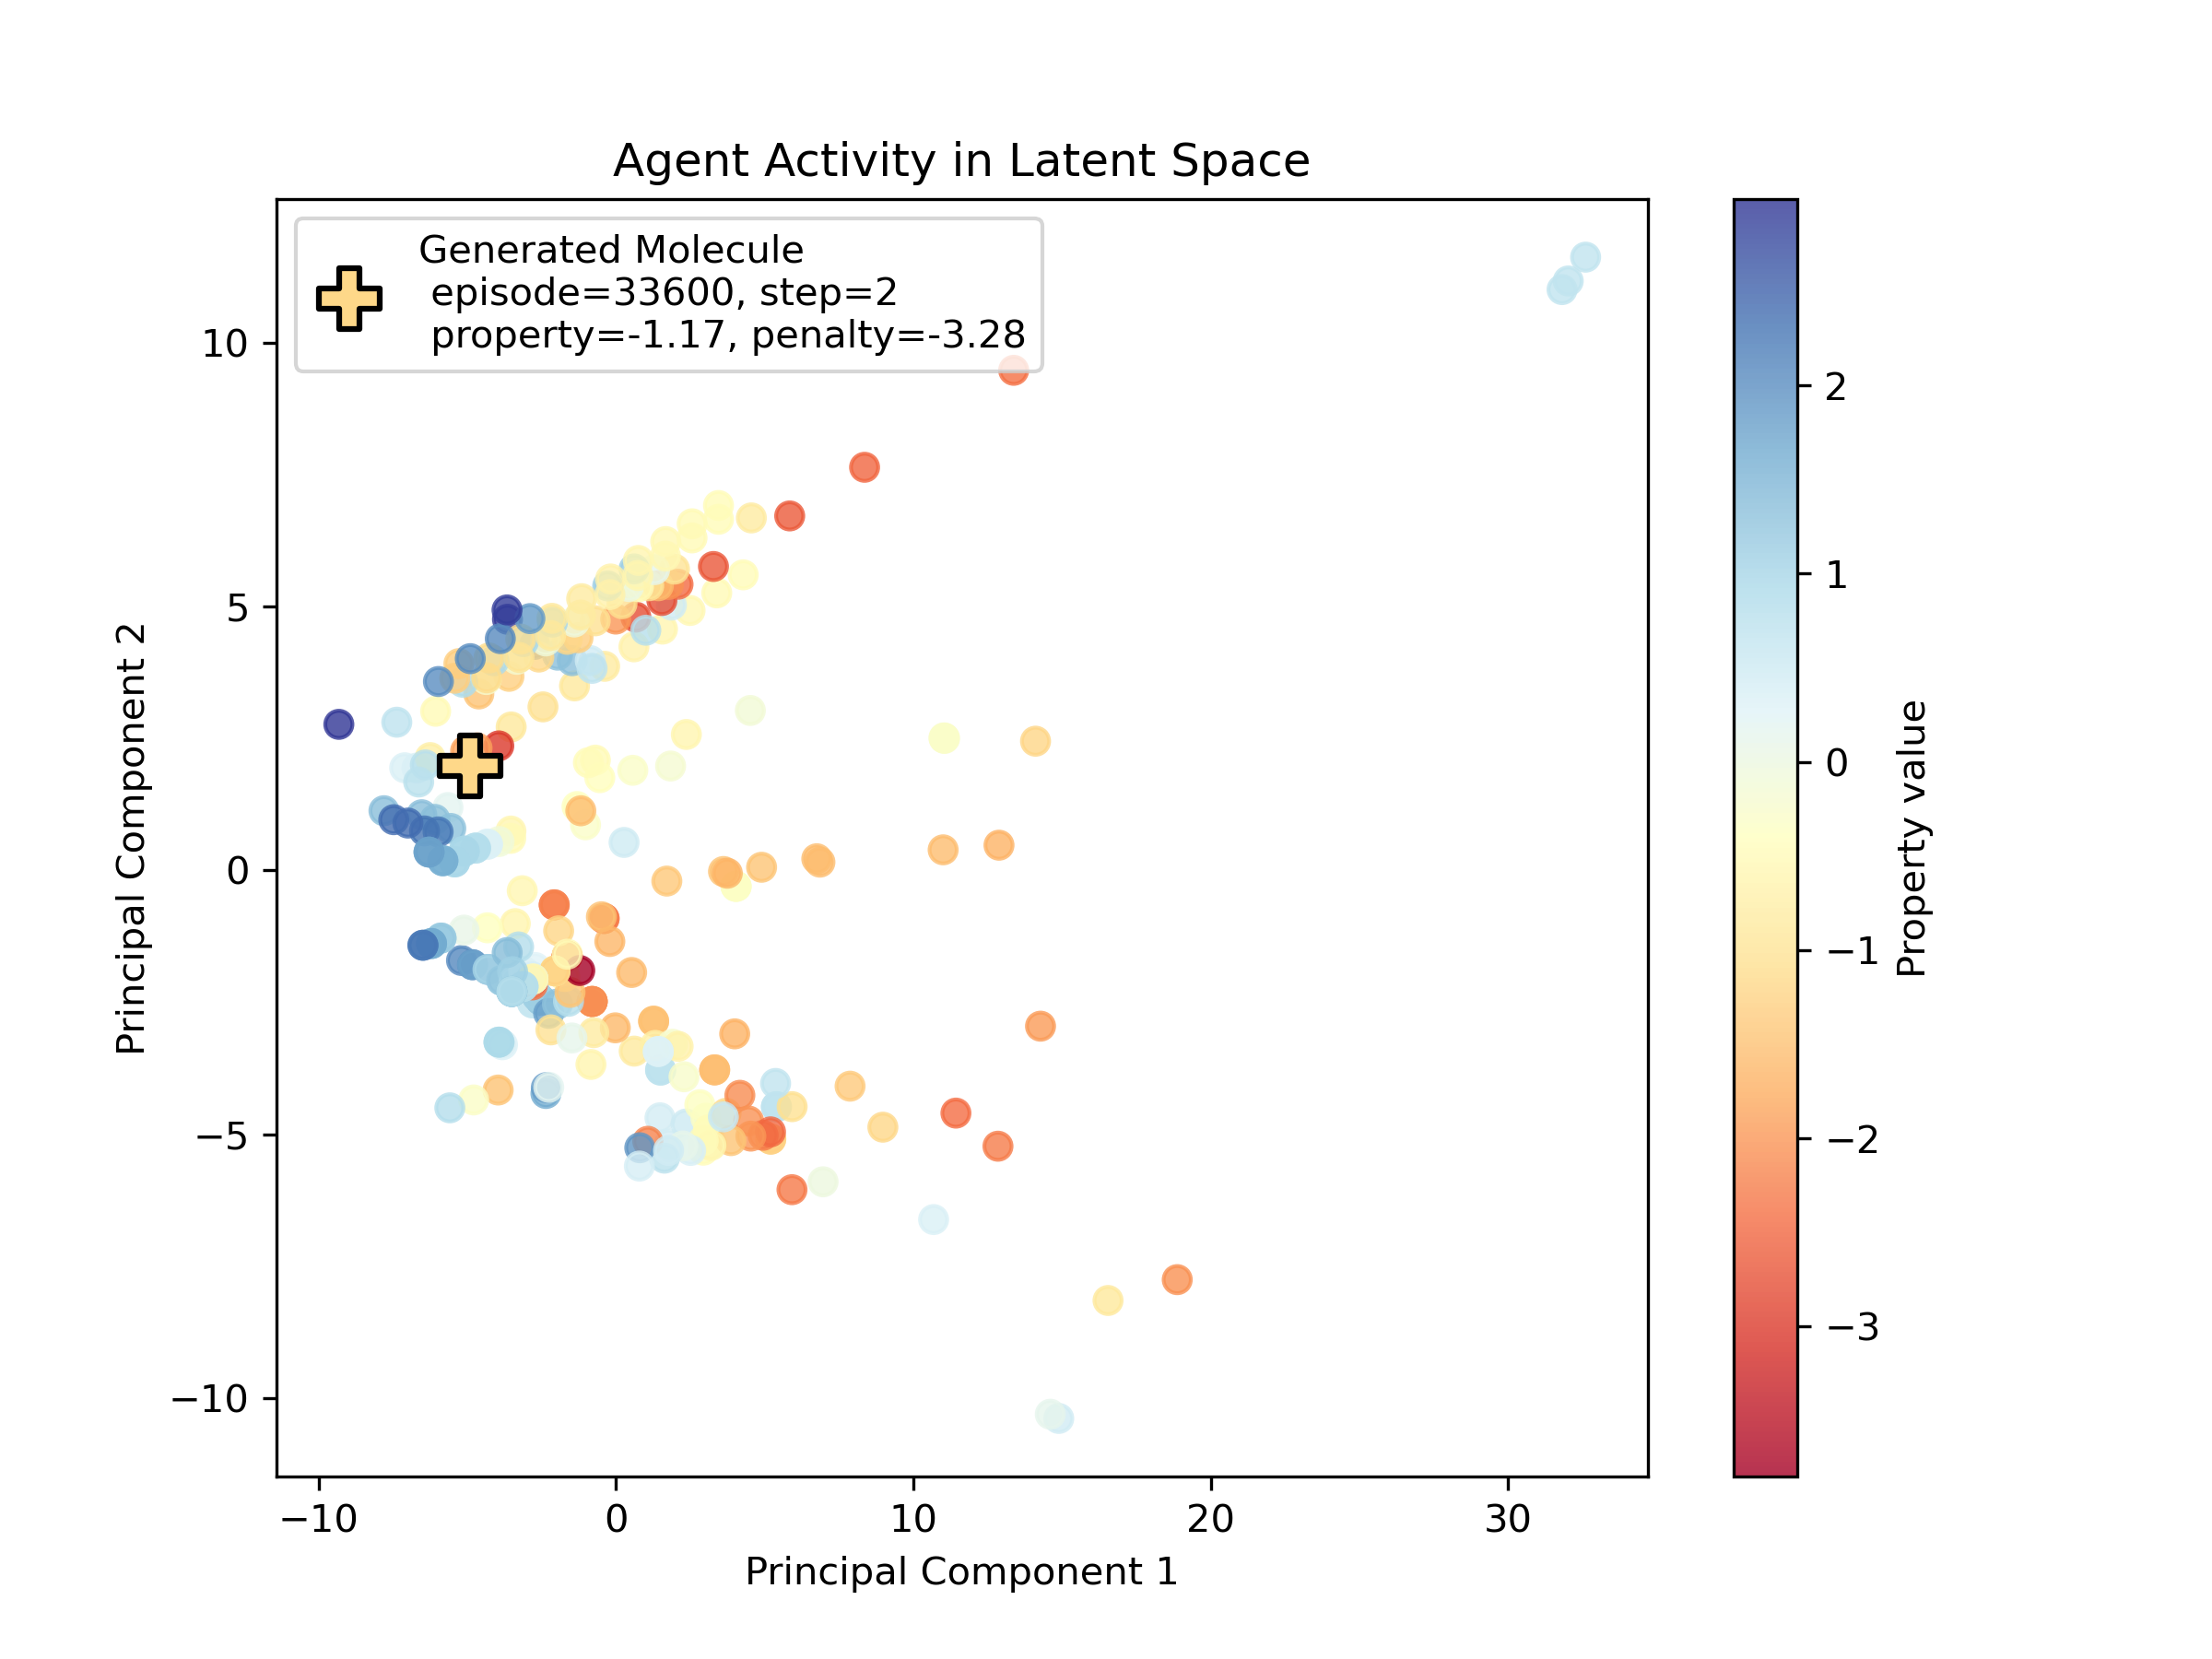 Agent Activity in Latent Space
Generated Molecule
episode=33600, step=2
property=-1.17, penalty=-3.28
10
5
0
−5
−10
Principal Component 2
−10
0
10
20
30
Principal Component 1
2
1
0
−1
−2
−3
Property value